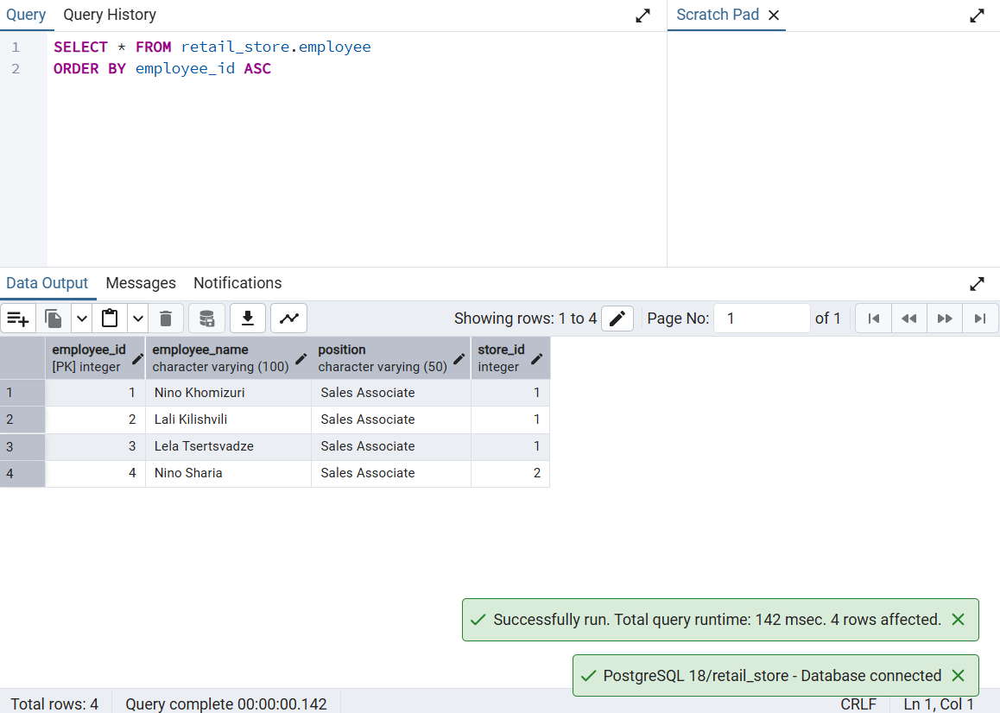 Query Query History
Scratch Pad
1 SELECT * FROM retail_store.employee
2 ORDER BY employee_id ASC
Data Output Messages Notifications
Showing rows: 1 to 4 Page No: 1 of 1
employee_id employee_name position store_id
[PK] integer character varying (100) character varying (50) integer
1 1 Nino Khomizuri Sales Associate 1
2 2 Lali Kilishvili Sales Associate 1
3 3 Lela Tsertsvadze Sales Associate 1
4 4 Nino Sharia Sales Associate 2
Successfully run. Total query runtime: 142 msec. 4 rows affected.
PostgreSQL 18/retail_store - Database connected
Total rows: 4 Query complete 00:00:00.142 CRLF Ln 1, Col 1